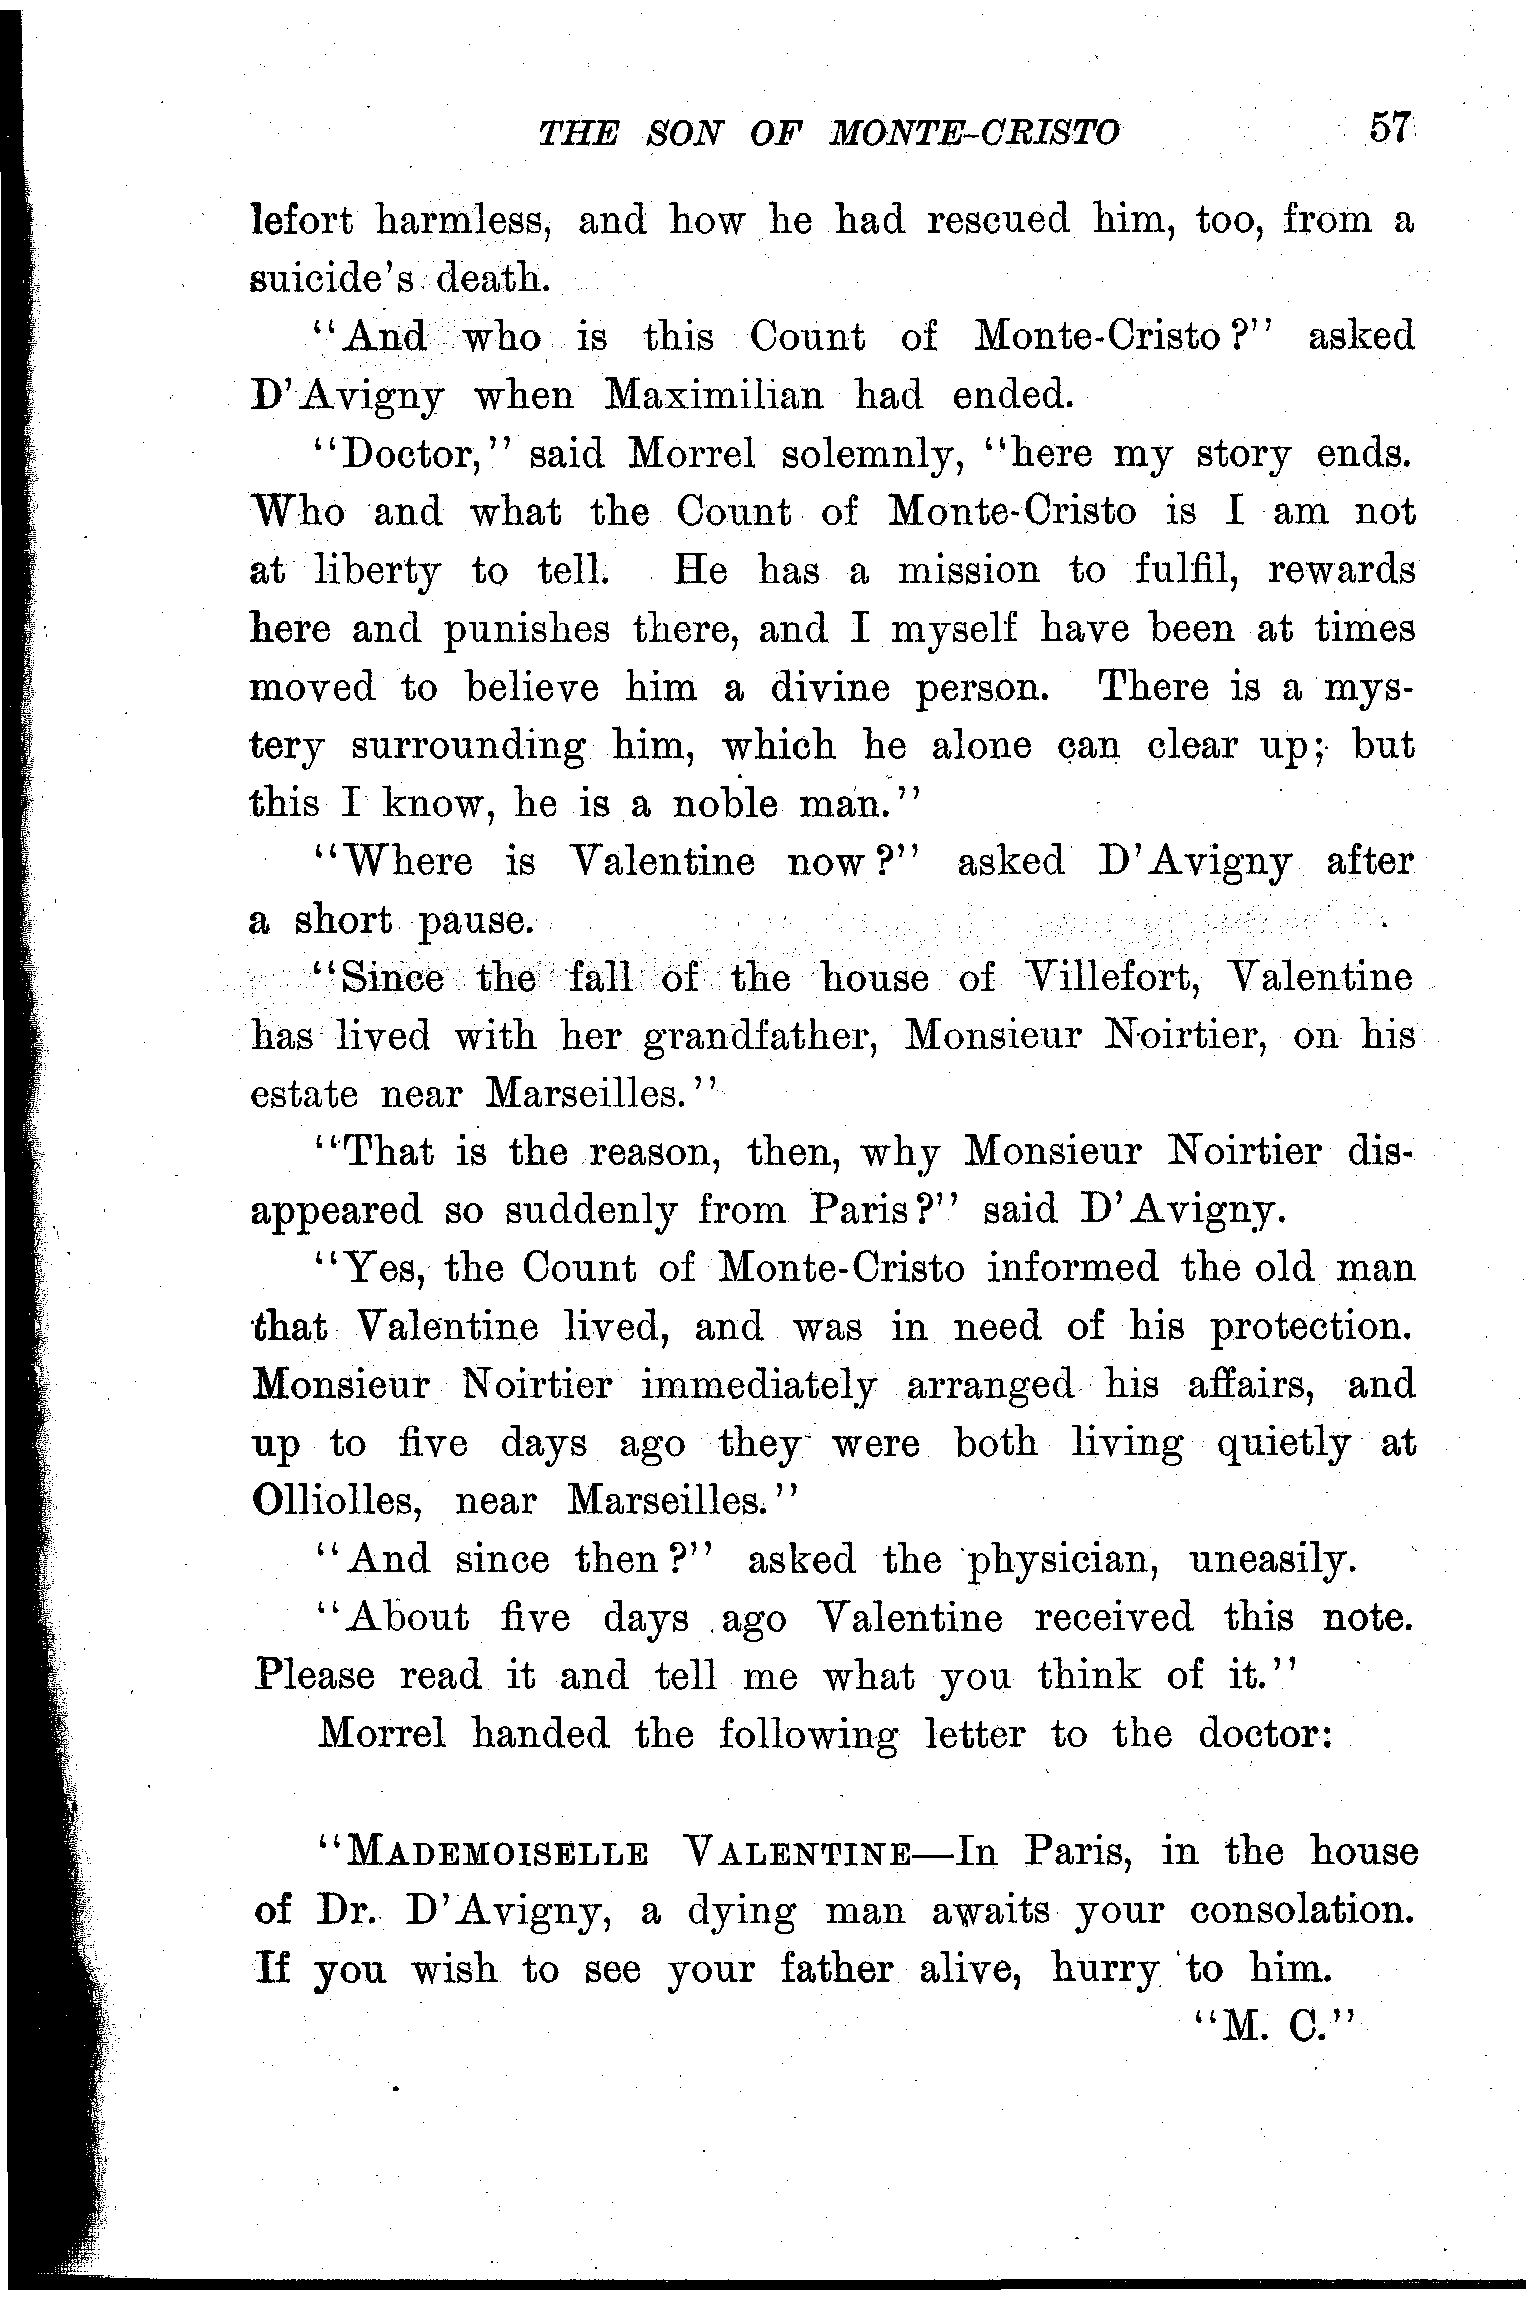 THE SON OF MONTE-CRISTO 57
lefort harmless, and how he had rescued him, too, from a
suicide's death.
"And who is this Count of Monte-Cristo?" asked
D'Avigny when Maximilian had ended.
"Doctor," said Morrel solemnly, "here my story ends.
Who and what the Count of Monte-Cristo is I am not
at liberty to tell. He has a mission to fulfil, rewards
here and punishes there, and I myself have been at times
moved to believe him a divine person. There is a mys-
tery surrounding him, which he alone can clear up; but
this I know, he is a noble man."
"Where is Valentine now?" asked D'Avigny after
a short pause.
"Since the fall of the house of Villefort, Valentine
has lived with her grandfather, Monsieur Noirtier, on his
estate near Marseilles."
"That is the reason, then, why Monsieur Noirtier dis-
appeared so suddenly from Paris?" said D'Avigny.
"Yes, the Count of Monte-Cristo informed the old man
that Valentine lived, and was in need of his protection.
Monsieur Noirtier immediately arranged his affairs, and
up to five days ago they were both living quietly at
Olliolles, near Marseilles."
"And since then?" asked the physician, uneasily.
"About five days ago Valentine received this note.
Please read it and tell me what you think of it."
Morrel handed the following letter to the doctor:
"MADEMOISELLE VALENTINE—In Paris, in the house
of Dr. D'Avigny, a dying man awaits your consolation.
If you wish to see your father alive, hurry to him.
"M. C."